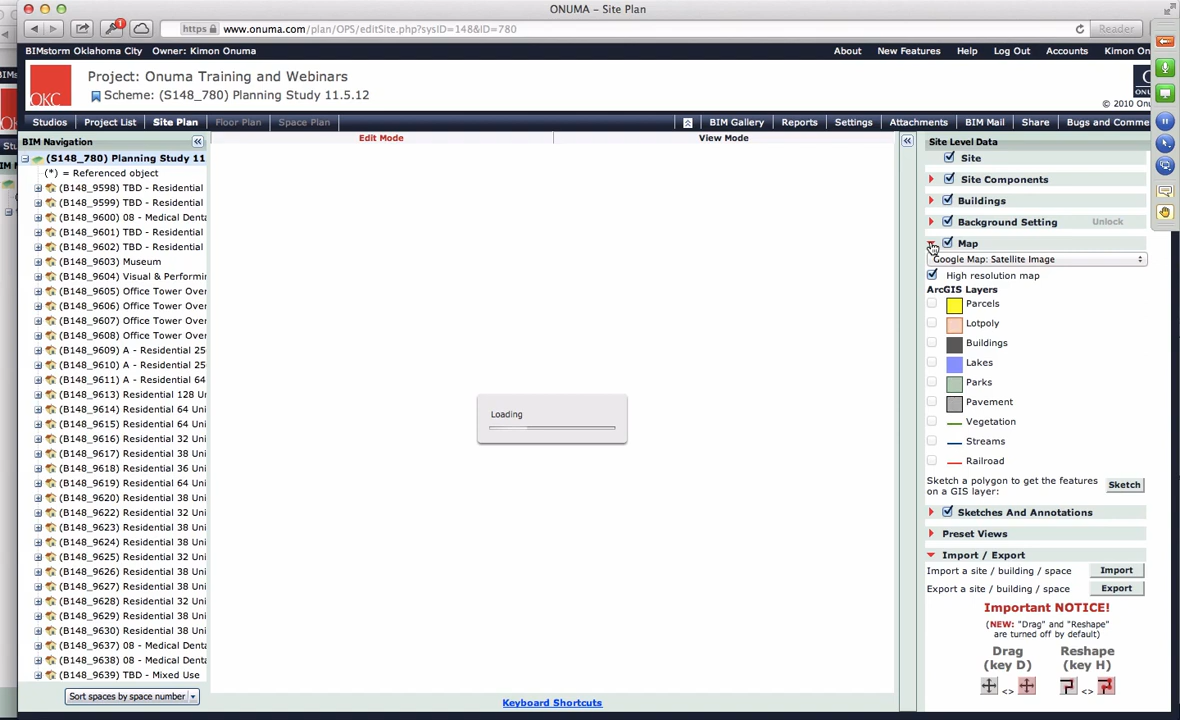 ONUMA – Site Plan
https www.onuma.com/plan/OPS/editSite.php?sysID=148&ID=780
Reader
BIMstorm Oklahoma City Owner: Kimon Onuma
About New Features Help Log Out Accounts Kimon On
OKC
Project: Onuma Training and Webinars
Scheme: (S148_780) Planning Study 11.5.12
© 2010 On
Studios Project List Site Plan Floor Plan Space Plan BIM Gallery Reports Settings Attachments BIM Mail Share Bugs and Comme
BIM Navigation
Edit Mode View Mode
(S148_780) Planning Study 11
(*) = Referenced object
(B148_9598) TBD - Residential
(B148_9599) TBD - Residential
(B148_9600) 08 - Medical Denta
(B148_9601) TBD - Residential
(B148_9602) TBD - Residential
(B148_9603) Museum
(B148_9604) Visual & Performin
(B148_9605) Office Tower Over
(B148_9606) Office Tower Over
(B148_9607) Office Tower Over
(B148_9608) Office Tower Over
(B148_9609) A - Residential 25
(B148_9610) A - Residential 25
(B148_9611) A - Residential 64
(B148_9613) Residential 128 U
(B148_9614) Residential 64 Uni
(B148_9615) Residential 64 Uni
(B148_9616) Residential 32 Uni
(B148_9617) Residential 38 Uni
(B148_9618) Residential 36 Uni
(B148_9619) Residential 64 Uni
(B148_9620) Residential 38 Uni
(B148_9622) Residential 38 Uni
(B148_9623) Residential 38 Uni
(B148_9624) Residential 38 Uni
(B148_9625) Residential 32 Uni
(B148_9626) Residential 38 Uni
(B148_9627) Residential 38 Uni
(B148_9628) Residential 32 Uni
(B148_9629) Residential 38 Uni
(B148_9630) Residential 38 Uni
(B148_9637) 08 - Medical Denta
(B148_9638) 08 - Medical Denta
(B148_9639) TBD - Mixed Use
Sort spaces by space number
Loading
Keyboard Shortcuts
Site Level Data
Site
Site Components
Buildings
Background Setting Unlock
Map
Google Map: Satellite Image
High resolution map
ArcGIS Layers
Parcels
Lotpoly
Buildings
Lakes
Parks
Pavement
Vegetation
Streams
Railroad
Sketch a polygon to get the features
on a GIS layer: Sketch
Sketches And Annotations
Preset Views
Import / Export
Import a site / building / space Import
Export a site / building / space Export
Important NOTICE!
(NEW: "Drag" and "Reshape"
are turned off by default)
Drag Reshape
(key D) (key H)
<> <>